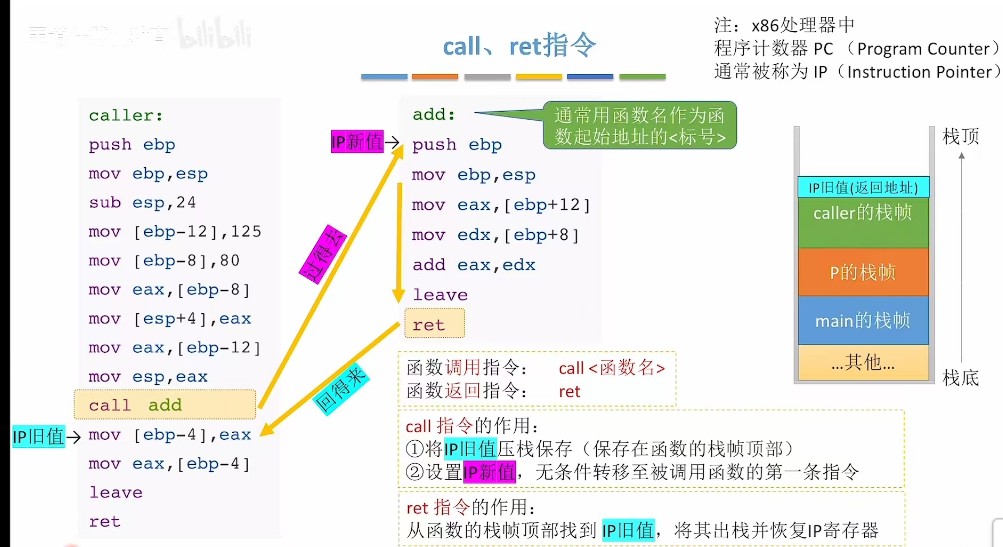 bilibili
call、ret指令
注：x86处理器中
程序计数器 PC （Program Counter）
通常被称为 IP（Instruction Pointer）
caller:
push ebp
mov ebp,esp
sub esp,24
mov [ebp-12],125
mov [ebp-8],80
mov eax,[ebp-8]
mov [esp+4],eax
mov eax,[ebp-12]
mov esp,eax
call add
IP旧值→
mov [ebp-4],eax
mov eax,[ebp-4]
leave
ret
过得去
回得来
add:
IP新值→
push ebp
mov ebp,esp
mov eax,[ebp+12]
mov edx,[ebp+8]
add eax,edx
leave
ret
通常用函数名作为函
数起始地址的<标号>
函数调用指令： call <函数名>
函数返回指令： ret
call 指令的作用：
①将IP旧值压栈保存（保存在函数的栈帧顶部）
②设置IP新值，无条件转移至被调用函数的第一条指令
ret 指令的作用：
从函数的栈帧顶部找到 IP旧值，将其出栈并恢复IP寄存器
栈顶
IP旧值(返回地址)
caller的栈帧
P的栈帧
main的栈帧
...其他...
栈底